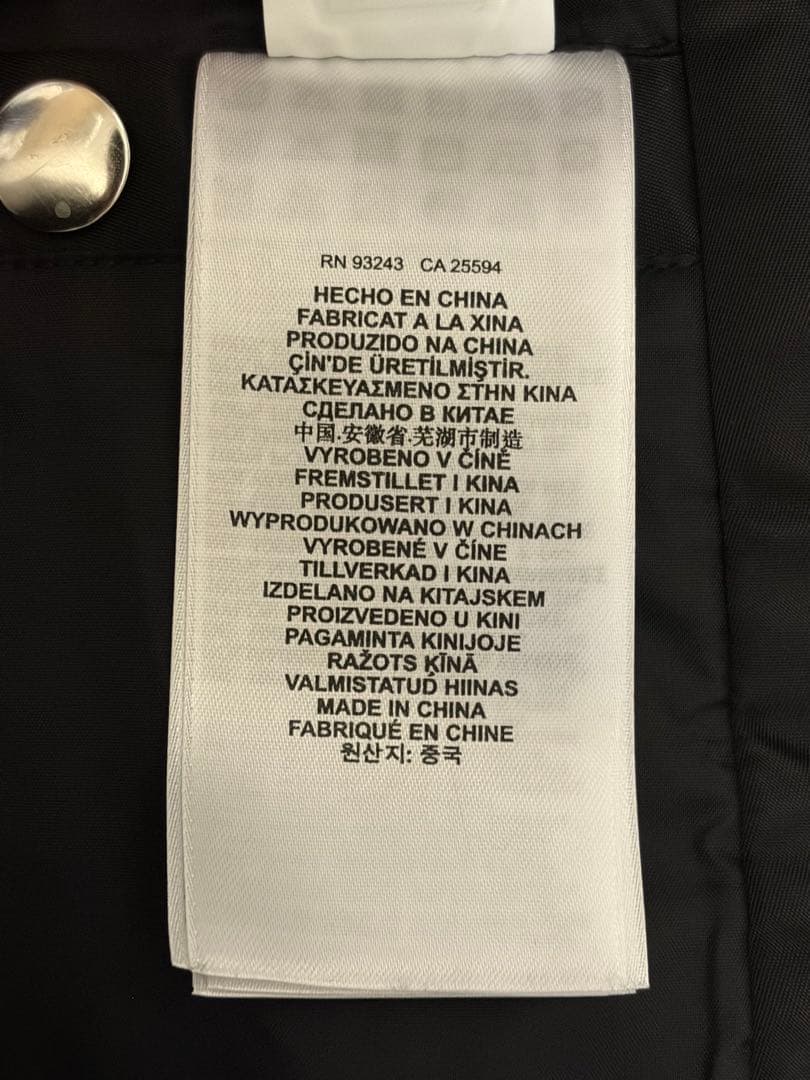 RN 93243 CA 25594
HECHO EN CHINA
FABRICAT A LA XINA
PRODUZIDO NA CHINA
ÇİN'DE ÜRETİLMİŞTİR.
ΚΑΤΑΣΚΕΥΑΣΜΕΝΟ ΣΤΗΝ ΚΙΝΑ
СДЕЛАНО В КИТАЕ
中国.安徽省.芜湖市制造
VYROBENO V ČÍNĚ
FREMSTILLET I KINA
PRODUSERT I KINA
WYPRODUKOWANO W CHINACH
VYROBENÉ V ČÍNE
TILLVERKAD I KINA
IZDELANO NA KITAJSKEM
PROIZVEDENO U KINI
PAGAMINTA KINIJOJE
RAŽOTS ĶĪNĀ
VALMISTATUD HIINAS
MADE IN CHINA
FABRIQUÉ EN CHINE
원산지: 중국